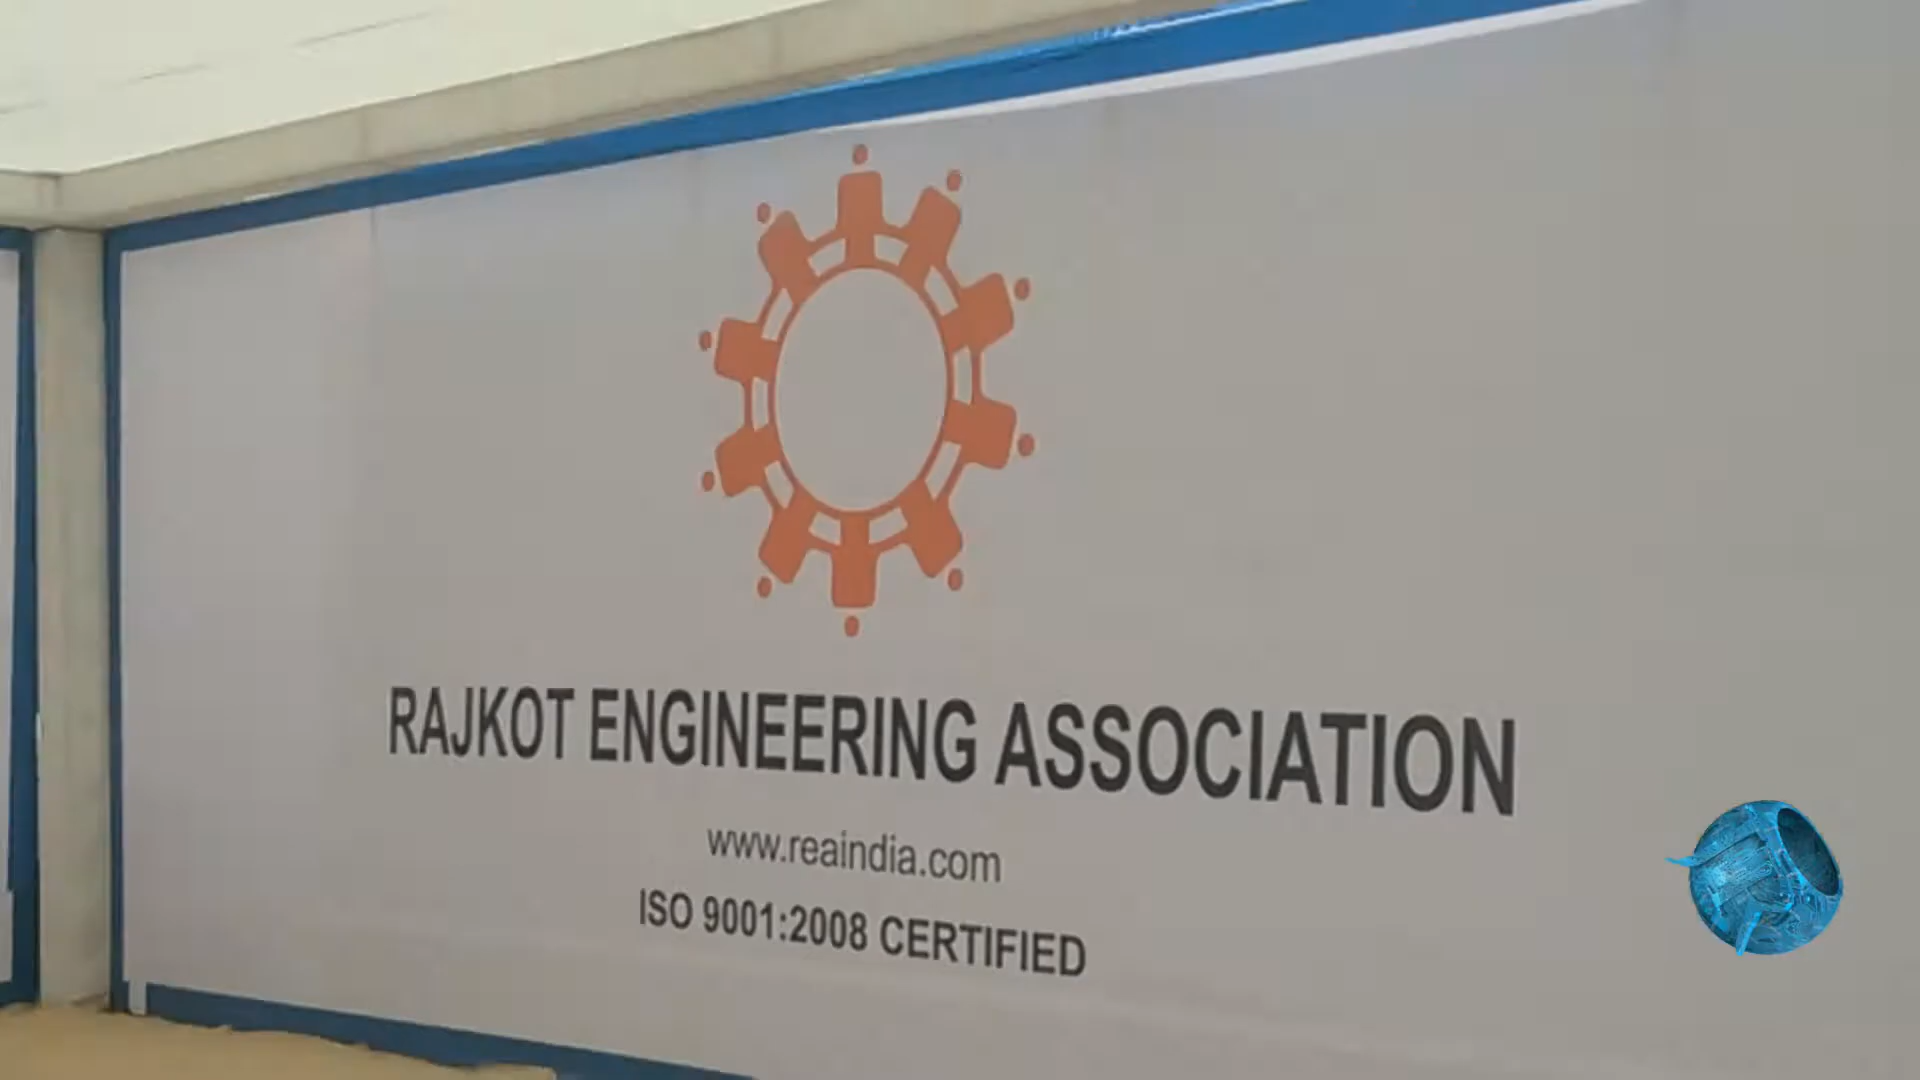 RAJKOT ENGINEERING ASSOCIATION
www.reaindia.com
ISO 9001:2008 CERTIFIED